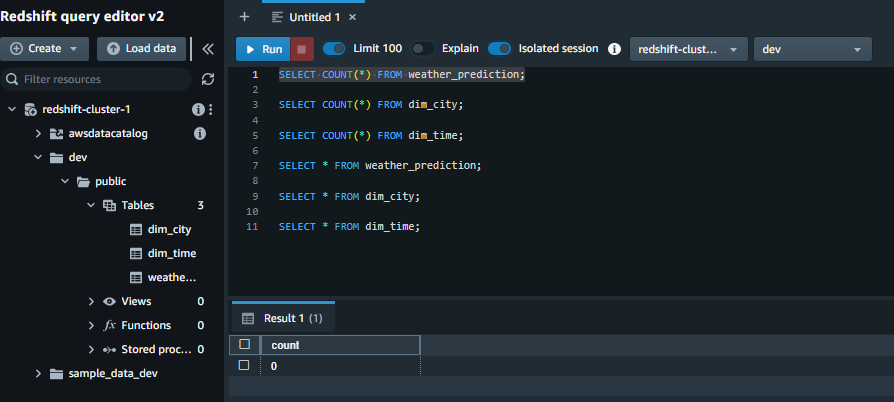 Redshift query editor v2
Create
Load data
Filter resources
redshift-cluster-1
awsdatacatalog
dev
public
Tables 3
dim_city
dim_time
weathe...
Views 0
fx Functions 0
Stored proc... 0
sample_data_dev
Untitled 1
Run Limit 100 Explain Isolated session redshift-clust... dev
1 SELECT COUNT(*) FROM weather_prediction;
2
3 SELECT COUNT(*) FROM dim_city;
4
5 SELECT COUNT(*) FROM dim_time;
6
7 SELECT * FROM weather_prediction;
8
9 SELECT * FROM dim_city;
10
11 SELECT * FROM dim_time;
Result 1 (1)
count
0